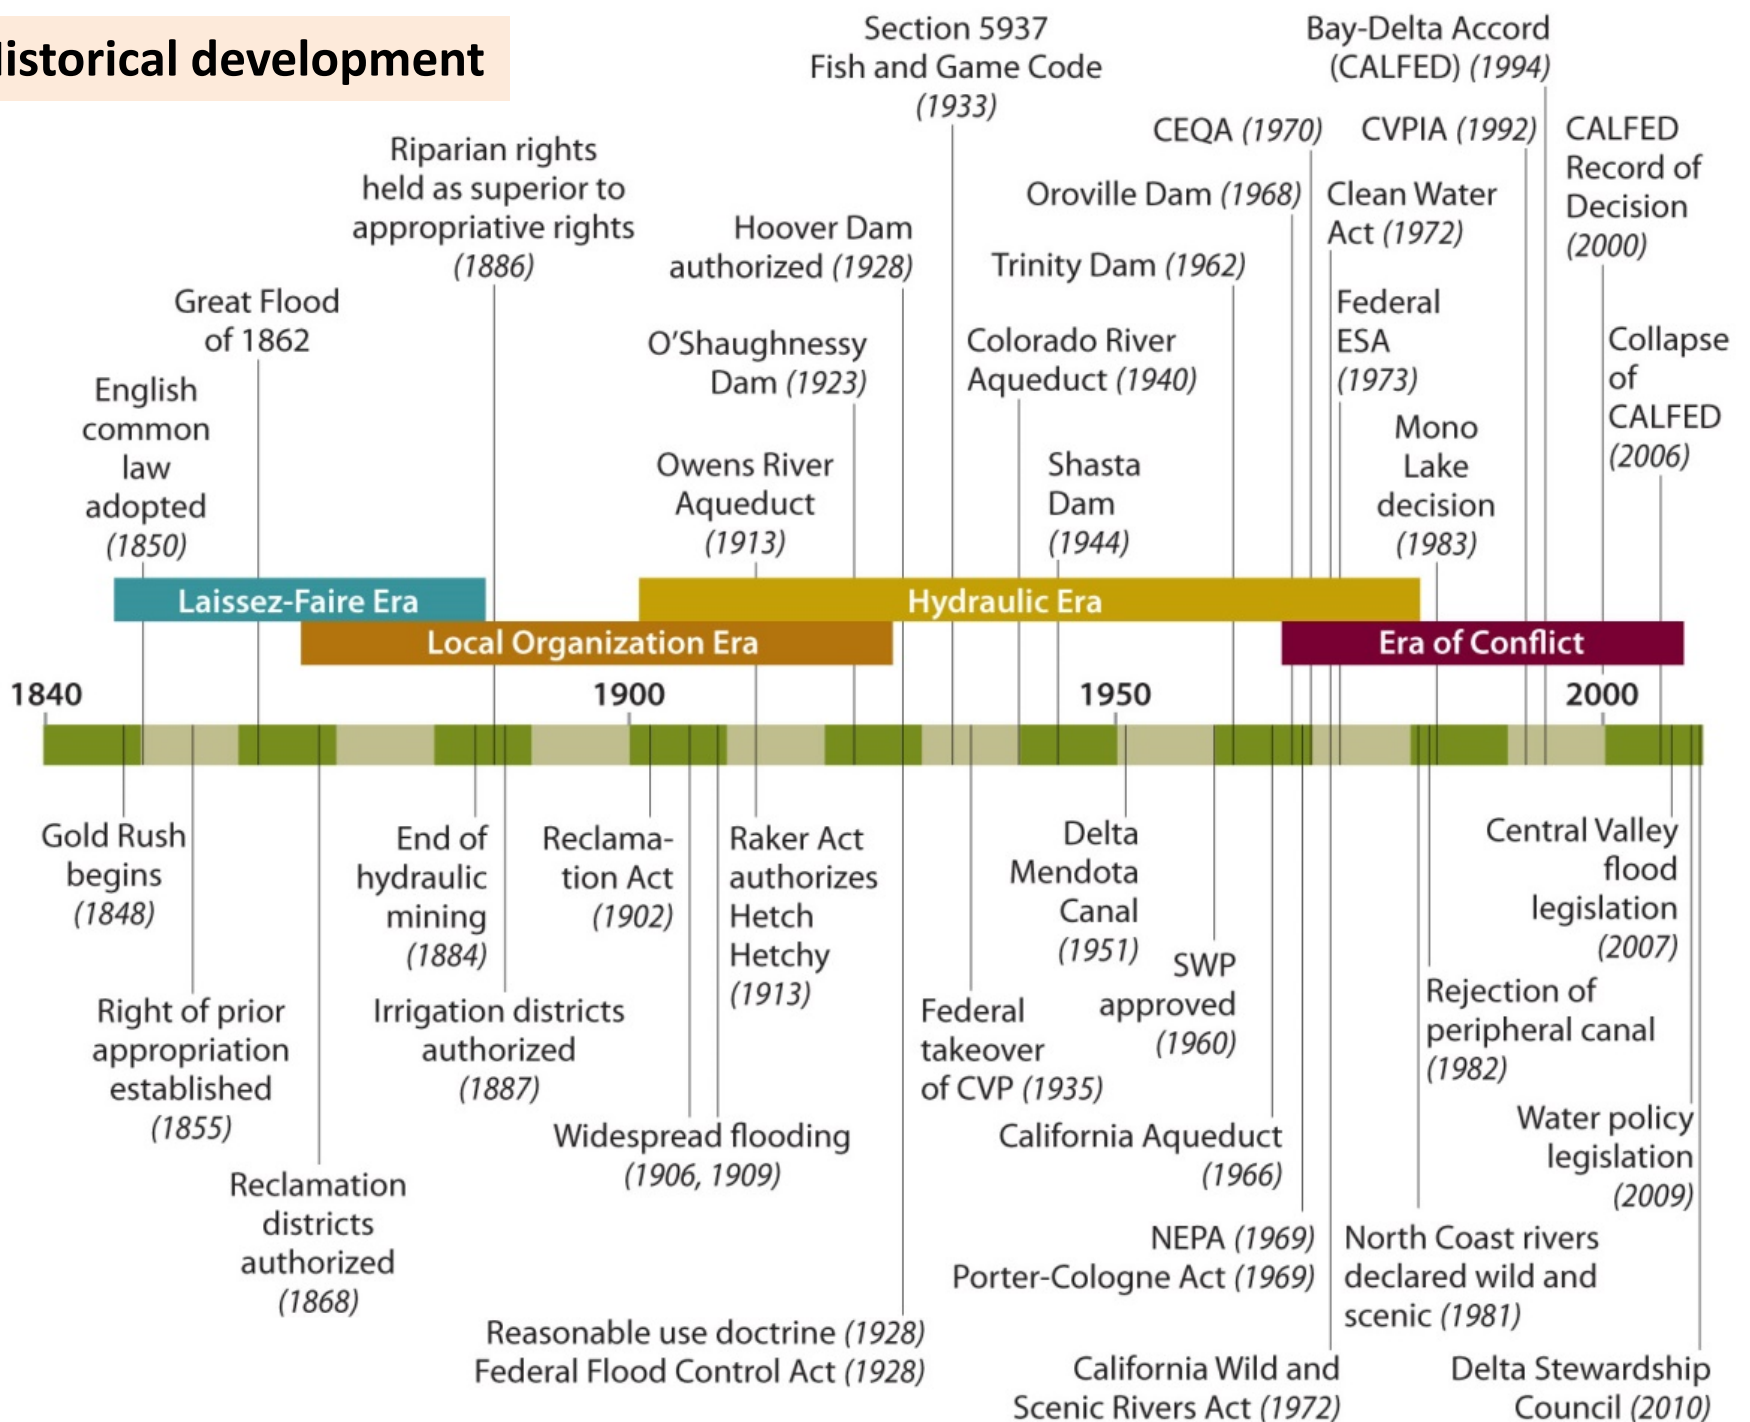 Historical development
Section 5937
Fish and Game Code
(1933)
Bay-Delta Accord
(CALFED) (1994)
CEQA (1970)
CVPIA (1992)
CALFED
Record of
Decision
(2000)
Riparian rights
held as superior to
appropriative rights
(1886)
Oroville Dam (1968)
Clean Water
Act (1972)
Hoover Dam
authorized (1928)
Trinity Dam (1962)
Great Flood
of 1862
Federal
ESA
(1973)
O'Shaughnessy
Dam (1923)
Colorado River
Aqueduct (1940)
Collapse
of
CALFED
(2006)
English
common
law
adopted
(1850)
Mono
Lake
decision
(1983)
Owens River
Aqueduct
(1913)
Shasta
Dam
(1944)
Laissez-Faire Era
Hydraulic Era
Local Organization Era
Era of Conflict
1840
1900
1950
2000
Gold Rush
begins
(1848)
End of
hydraulic
mining
(1884)
Reclama-
tion Act
(1902)
Raker Act
authorizes
Hetch
Hetchy
(1913)
Delta
Mendota
Canal
(1951)
Central Valley
flood
legislation
(2007)
SWP
approved
(1960)
Rejection of
peripheral canal
(1982)
Right of prior
appropriation
established
(1855)
Irrigation districts
authorized
(1887)
Federal
takeover
of CVP (1935)
Widespread flooding
(1906, 1909)
California Aqueduct
(1966)
Water policy
legislation
(2009)
Reclamation
districts
authorized
(1868)
NEPA (1969)
Porter-Cologne Act (1969)
North Coast rivers
declared wild and
scenic (1981)
Reasonable use doctrine (1928)
Federal Flood Control Act (1928)
California Wild and
Scenic Rivers Act (1972)
Delta Stewardship
Council (2010)